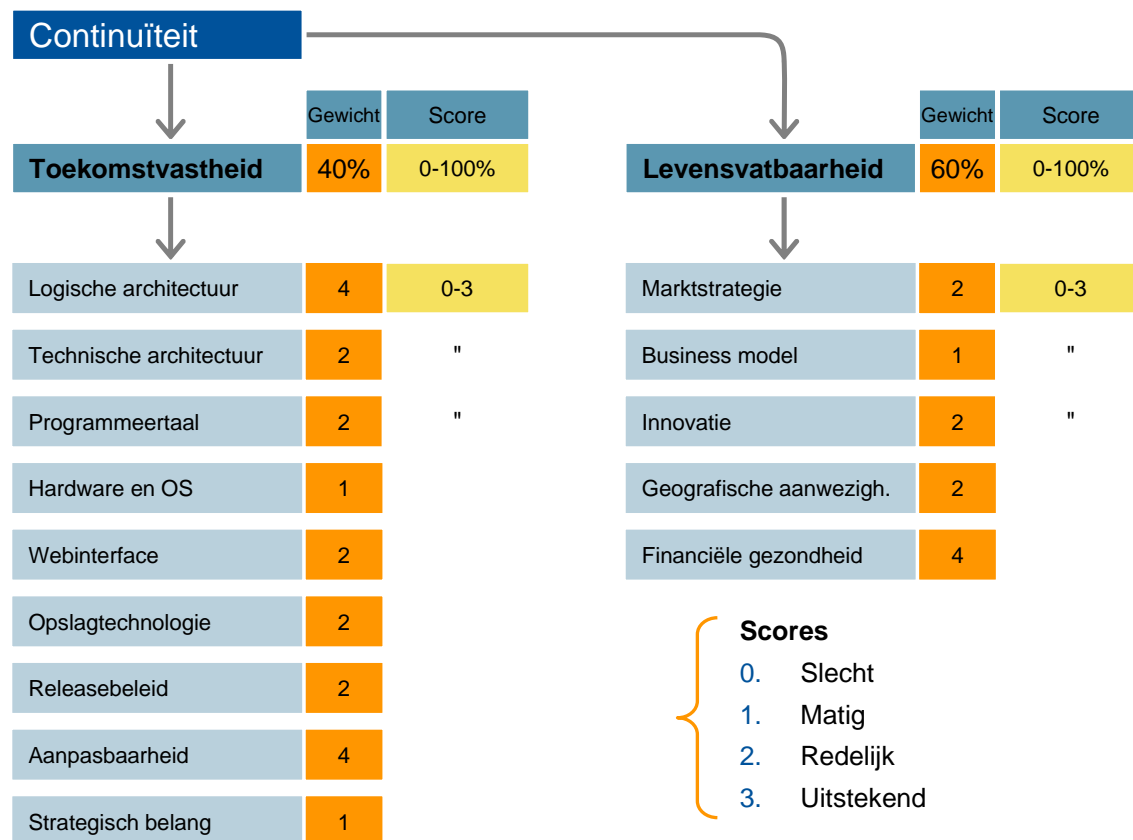 Continuïteit
Gewicht Score
Toekomstvastheid 40% 0-100%
Logische architectuur 4 0-3
Technische architectuur 2 "
Programmeertaal 2 "
Hardware en OS 1
Webinterface 2
Opslagtechnologie 2
Releasebeleid 2
Aanpasbaarheid 4
Strategisch belang 1
Gewicht Score
Levensvatbaarheid 60% 0-100%
Marktstrategie 2 0-3
Business model 1 "
Innovatie 2 "
Geografische aanwezigh. 2
Financiële gezondheid 4
Scores
0. Slecht
1. Matig
2. Redelijk
3. Uitstekend